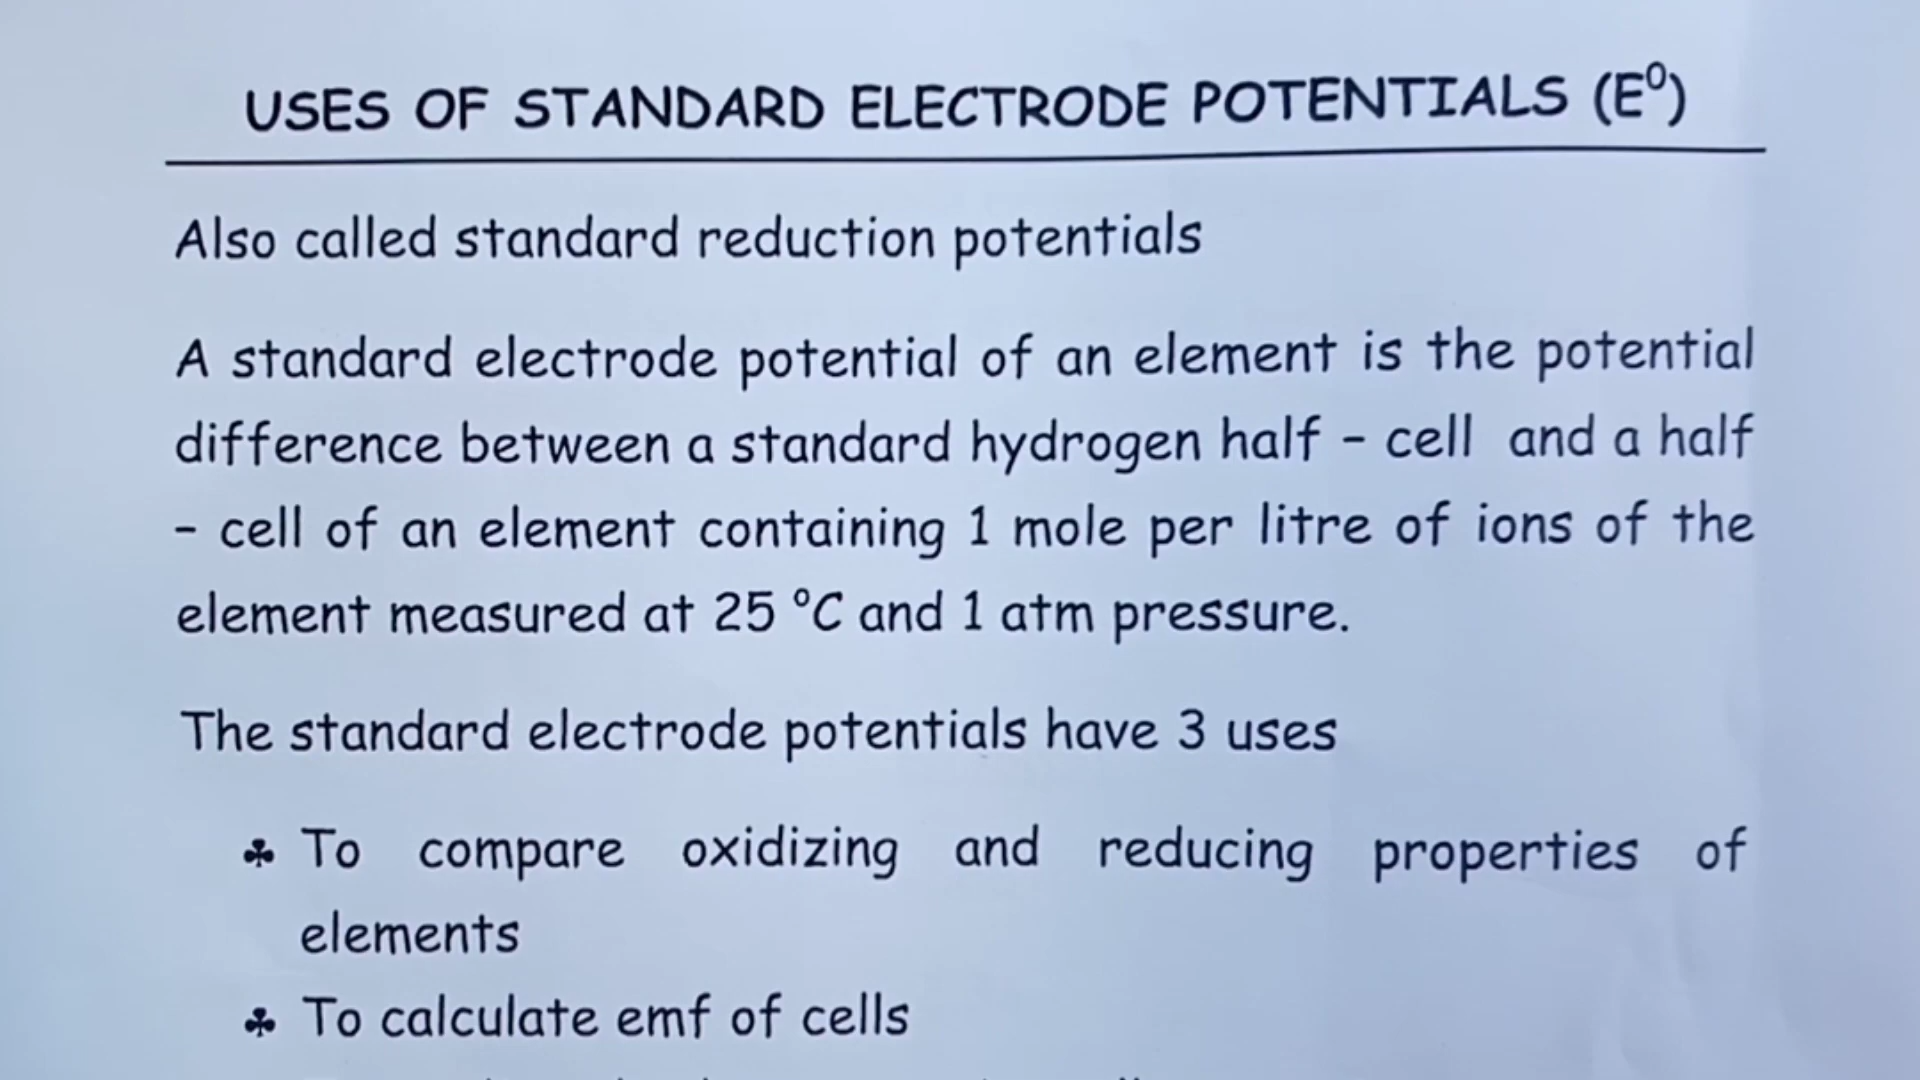 USES OF STANDARD ELECTRODE POTENTIALS (E⁰)
Also called standard reduction potentials
A standard electrode potential of an element is the potential
difference between a standard hydrogen half – cell and a half
– cell of an element containing 1 mole per litre of ions of the
element measured at 25 °C and 1 atm pressure.
The standard electrode potentials have 3 uses
♣ To compare oxidizing and reducing properties of
elements
♣ To calculate emf of cells